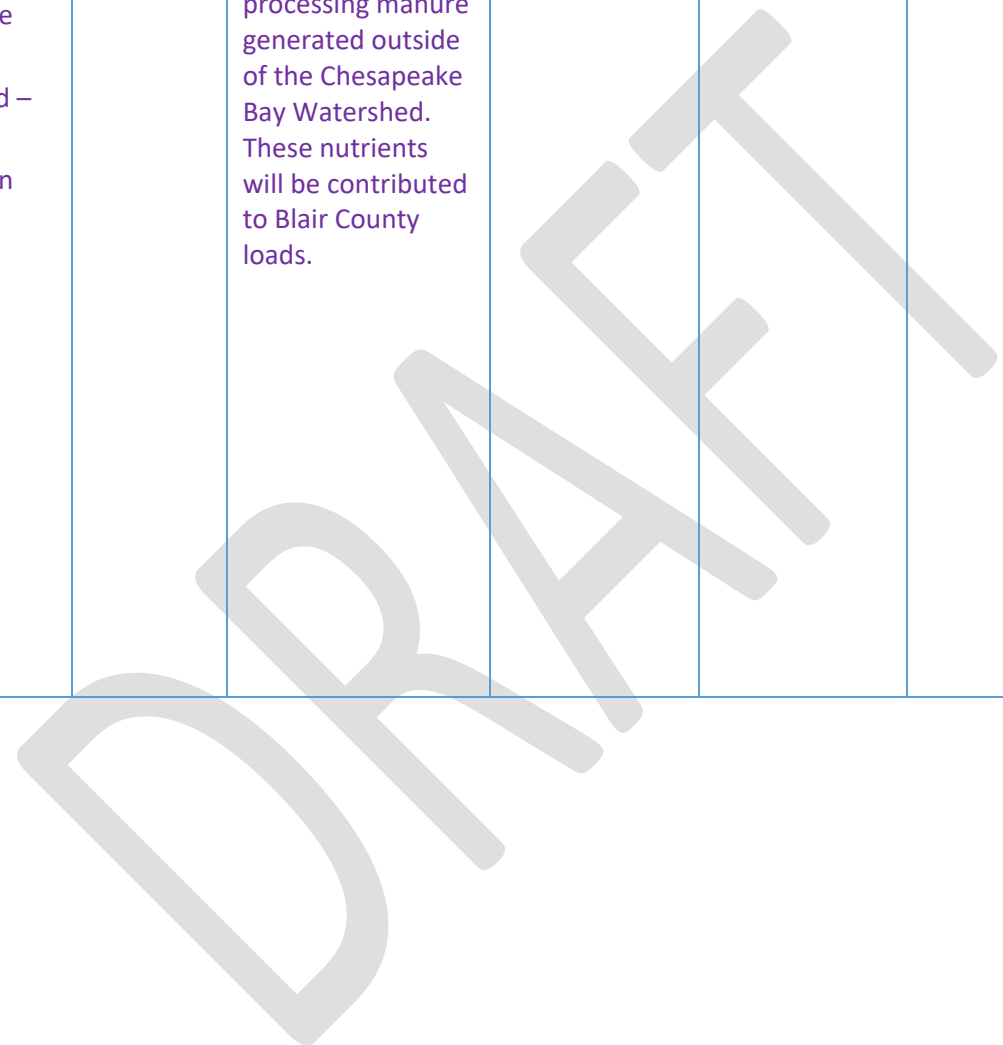 e
d –
n
processing manure
generated outside
of the Chesapeake
Bay Watershed.
These nutrients
will be contributed
to Blair County
loads.
DRAFT